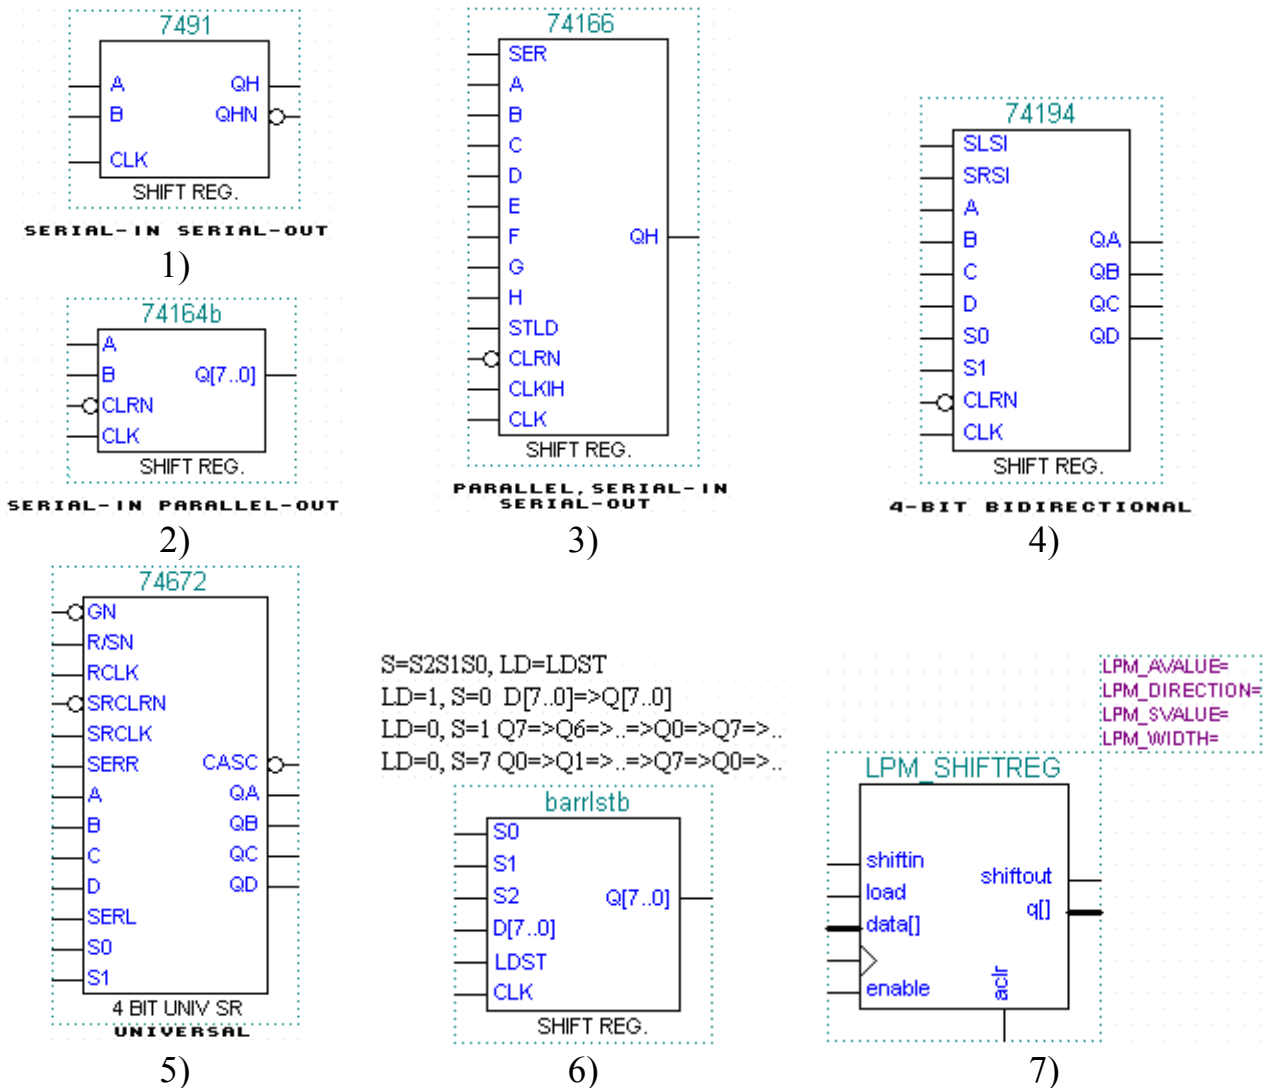 7491
A QH
B QHN
CLK
SHIFT REG.
SERIAL-IN SERIAL-OUT
1)
74164b
A
B Q[7..0]
CLRN
CLK
SHIFT REG.
SERIAL-IN PARALLEL-OUT
2)
74166
SER
A
B
C
D
E
F QH
G
H
STLD
CLRN
CLKIH
CLK
SHIFT REG.
PARALLEL, SERIAL-IN
SERIAL-OUT
3)
74194
SLSI
SRSI
A
B QA
C QB
D QC
S0 QD
S1
CLRN
CLK
SHIFT REG.
4-BIT BIDIRECTIONAL
4)
74672
GN
R/SN
RCLK
SRCLRN
SRCLK
SERR CASC
A QA
B QB
C QC
D QD
SERL
S0
S1
4 BIT UNIV SR
UNIVERSAL
5)
S=S2S1S0, LD=LDST
LD=1, S=0 D[7..0]=>Q[7..0]
LD=0, S=1 Q7=>Q6=>..=>Q0=>Q7=>..
LD=0, S=7 Q0=>Q1=>..=>Q7=>Q0=>..
barrlstb
S0
S1
S2 Q[7..0]
D[7..0]
LDST
CLK
SHIFT REG.
6)
LPM_AVALUE=
LPM_DIRECTION=
LPM_SVALUE=
LPM_WIDTH=
LPM_SHIFTREG
shiftin
shiftout
load
q[]
data[]
enable
aclr
7)